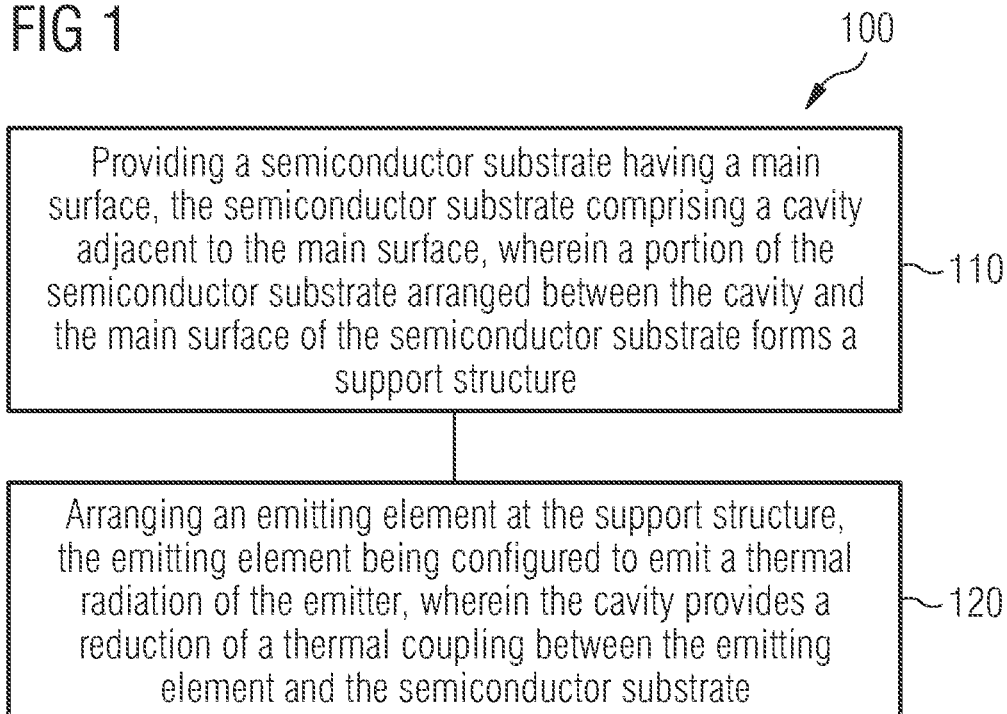 FIG 1
100
Providing a semiconductor substrate having a main
surface, the semiconductor substrate comprising a cavity
adjacent to the main surface, wherein a portion of the
semiconductor substrate arranged between the cavity and
the main surface of the semiconductor substrate forms a
support structure
110
Arranging an emitting element at the support structure,
the emitting element being configured to emit a thermal
radiation of the emitter, wherein the cavity provides a
reduction of a thermal coupling between the emitting
element and the semiconductor substrate
120